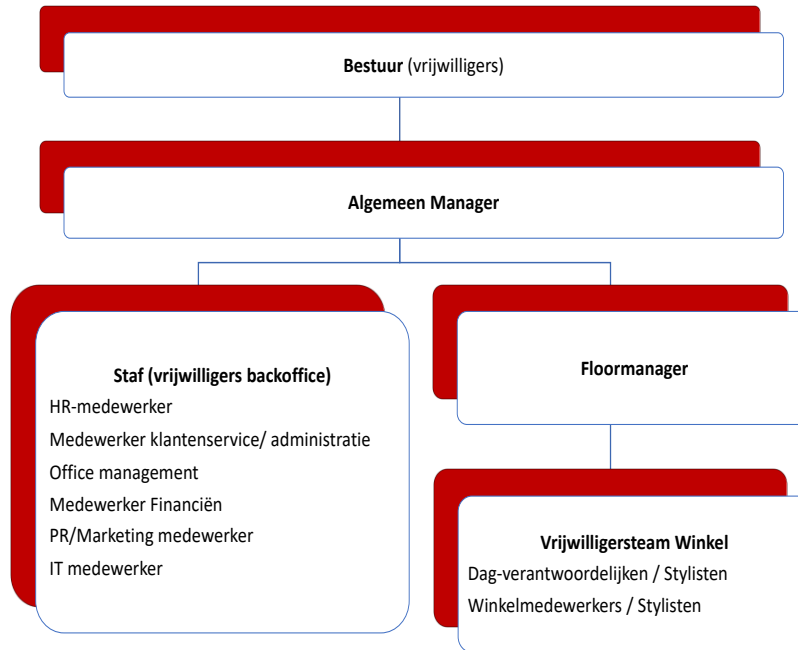 Bestuur (vrijwilligers)
Algemeen Manager
Staf (vrijwilligers backoffice)
HR-medewerker
Medewerker klantenservice/ administratie
Office management
Medewerker Financiën
PR/Marketing medewerker
IT medewerker
Floormanager
Vrijwilligersteam Winkel
Dag-verantwoordelijken / Stylisten
Winkelmedewerkers / Stylisten